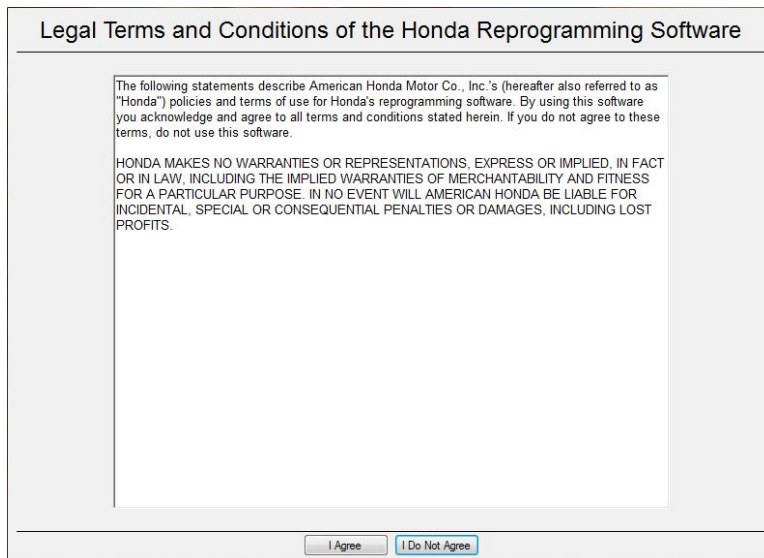 Legal Terms and Conditions of the Honda Reprogramming Software
The following statements describe American Honda Motor Co., Inc.'s (hereafter also referred to as
"Honda") policies and terms of use for Honda's reprogramming software. By using this software
you acknowledge and agree to all terms and conditions stated herein. If you do not agree to these
terms, do not use this software.
HONDA MAKES NO WARRANTIES OR REPRESENTATIONS, EXPRESS OR IMPLIED, IN FACT
OR IN LAW, INCLUDING THE IMPLIED WARRANTIES OF MERCHANTABILITY AND FITNESS
FOR A PARTICULAR PURPOSE. IN NO EVENT WILL AMERICAN HONDA BE LIABLE FOR
INCIDENTAL, SPECIAL OR CONSEQUENTIAL PENALTIES OR DAMAGES, INCLUDING LOST
PROFITS.
I Agree
I Do Not Agree